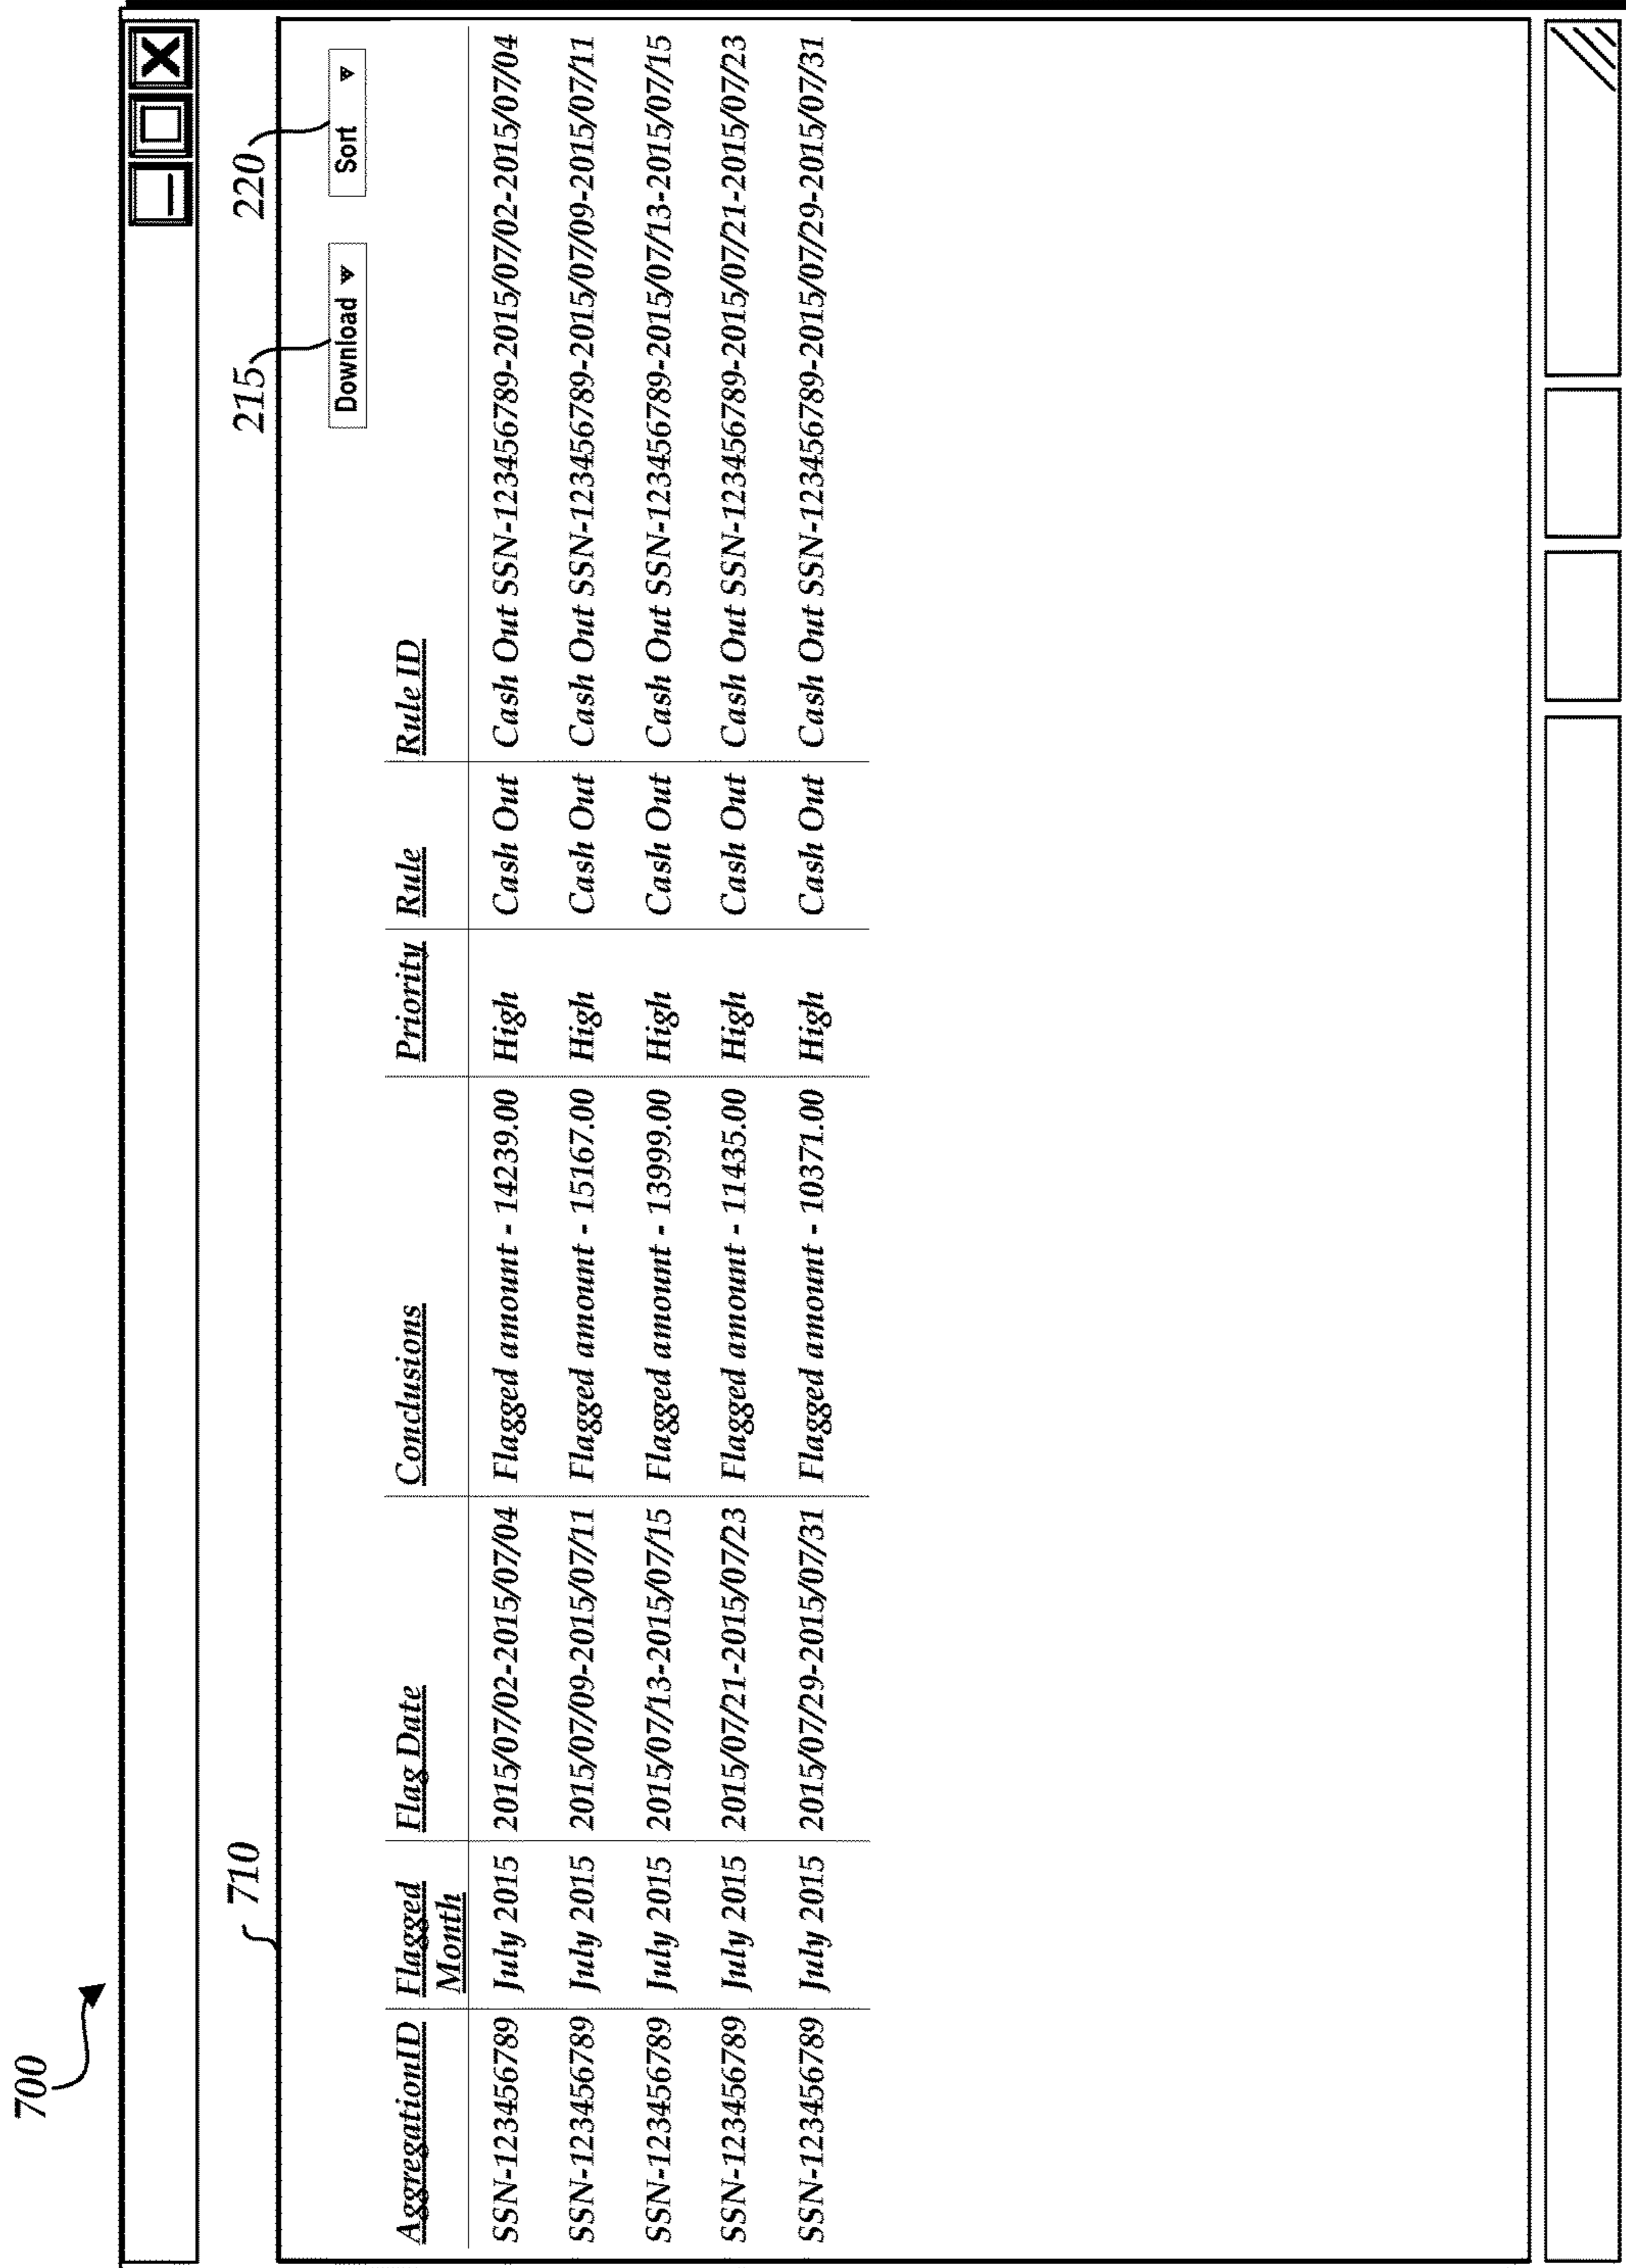 700
710
215
220
Download
Sort
AggregationID Flagged Month Flag Date Conclusions Priority Rule Rule ID
SSN-123456789 July 2015 2015/07/02-2015/07/04 Flagged amount - 14239.00 High Cash Out Cash Out SSN-123456789-2015/07/02-2015/07/04
SSN-123456789 July 2015 2015/07/09-2015/07/11 Flagged amount - 15167.00 High Cash Out Cash Out SSN-123456789-2015/07/09-2015/07/11
SSN-123456789 July 2015 2015/07/13-2015/07/15 Flagged amount - 13999.00 High Cash Out Cash Out SSN-123456789-2015/07/13-2015/07/15
SSN-123456789 July 2015 2015/07/21-2015/07/23 Flagged amount - 11435.00 High Cash Out Cash Out SSN-123456789-2015/07/21-2015/07/23
SSN-123456789 July 2015 2015/07/29-2015/07/31 Flagged amount - 10371.00 High Cash Out Cash Out SSN-123456789-2015/07/29-2015/07/31